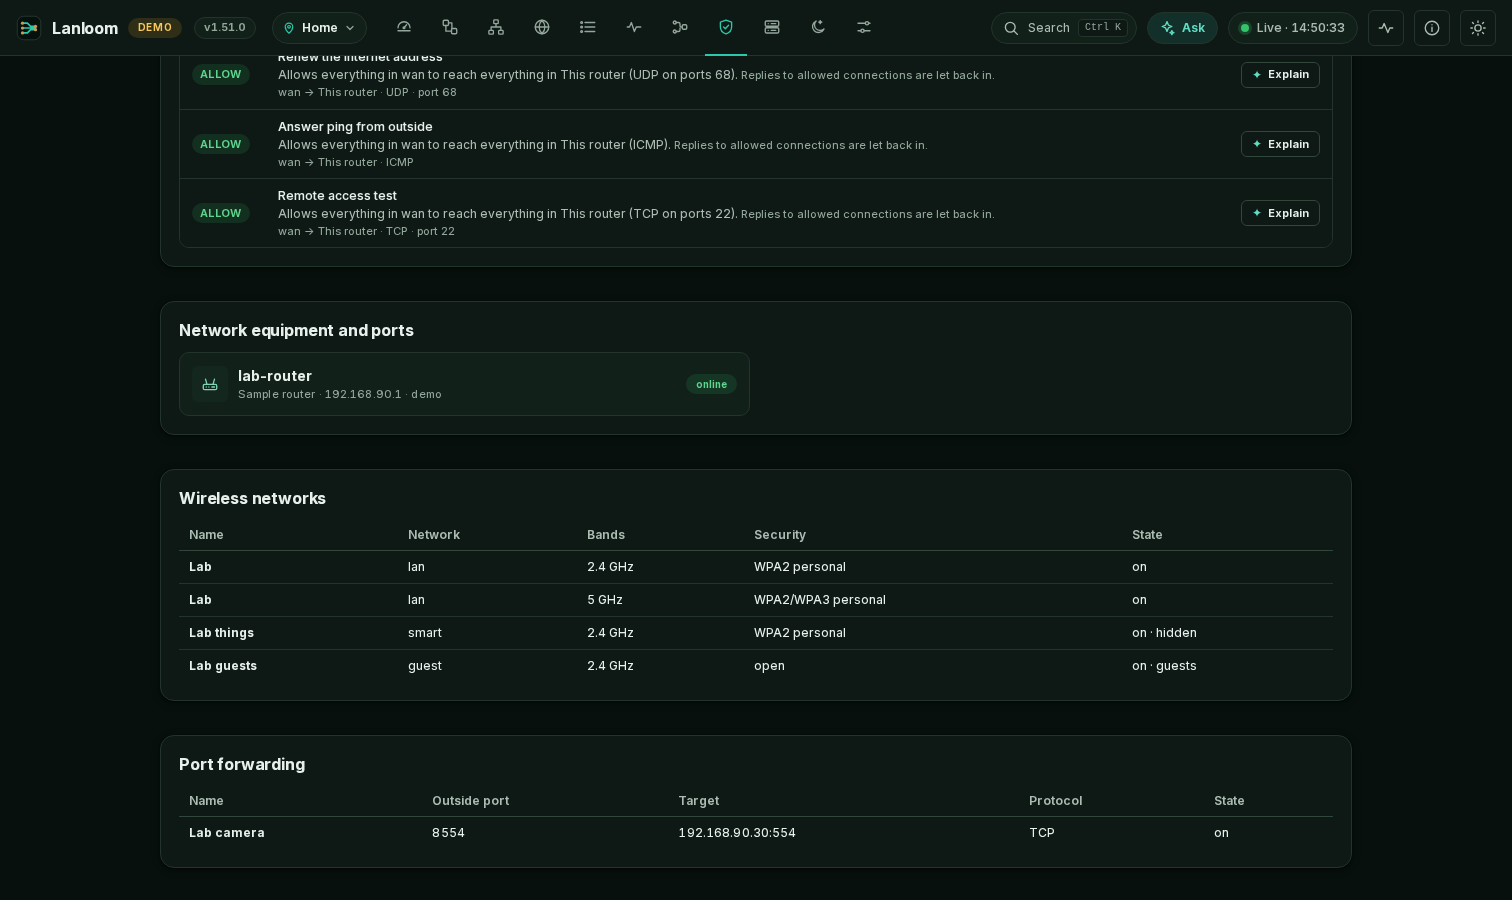 Lanloom DEMO v1.51.0 Home Search Ctrl K Ask Live · 14:50:33
Renew the internet address
ALLOW
Allows everything in wan to reach everything in This router (UDP on ports 68). Replies to allowed connections are let back in.
Explain
wan → This router · UDP · port 68
Answer ping from outside
ALLOW
Allows everything in wan to reach everything in This router (ICMP). Replies to allowed connections are let back in.
Explain
wan → This router · ICMP
Remote access test
ALLOW
Allows everything in wan to reach everything in This router (TCP on ports 22). Replies to allowed connections are let back in.
Explain
wan → This router · TCP · port 22
Network equipment and ports
lab-router
Sample router · 192.168.90.1 · demo
online
Wireless networks
Name Network Bands Security State
Lab lan 2.4 GHz WPA2 personal on
Lab lan 5 GHz WPA2/WPA3 personal on
Lab things smart 2.4 GHz WPA2 personal on · hidden
Lab guests guest 2.4 GHz open on · guests
Port forwarding
Name Outside port Target Protocol State
Lab camera 8554 192.168.90.30:554 TCP on